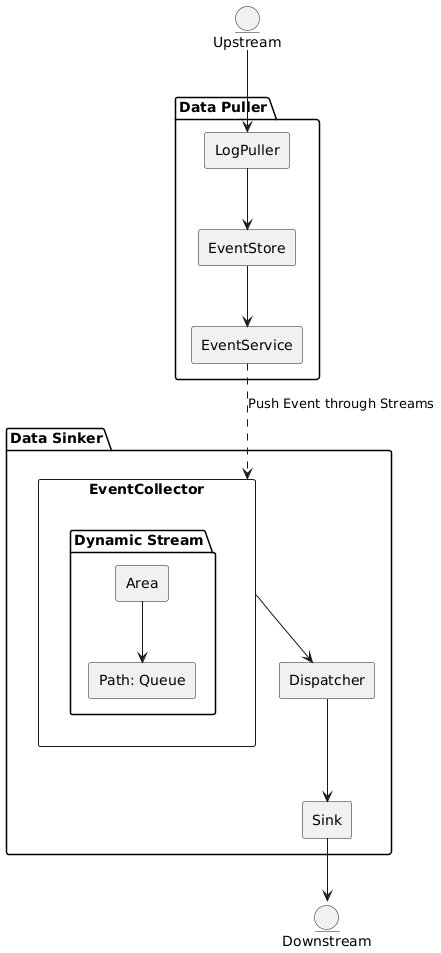 Upstream
Data Puller
LogPuller
EventStore
EventService
Push Event through Streams
Data Sinker
EventCollector
Dynamic Stream
Area
Path: Queue
Dispatcher
Sink
Downstream